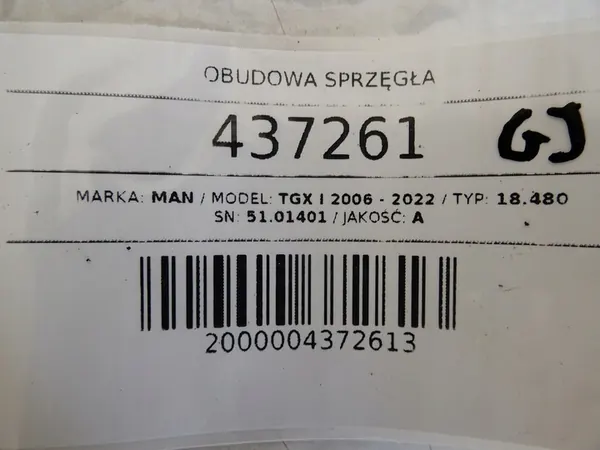 OBUDOWA SPRZĘGŁA
437261 GJ
MARKA: MAN / MODEL: TGX I 2006 - 2022 / TYP: 18.480
SN: 51.01401 / JAKOŚĆ: A
2000004372613